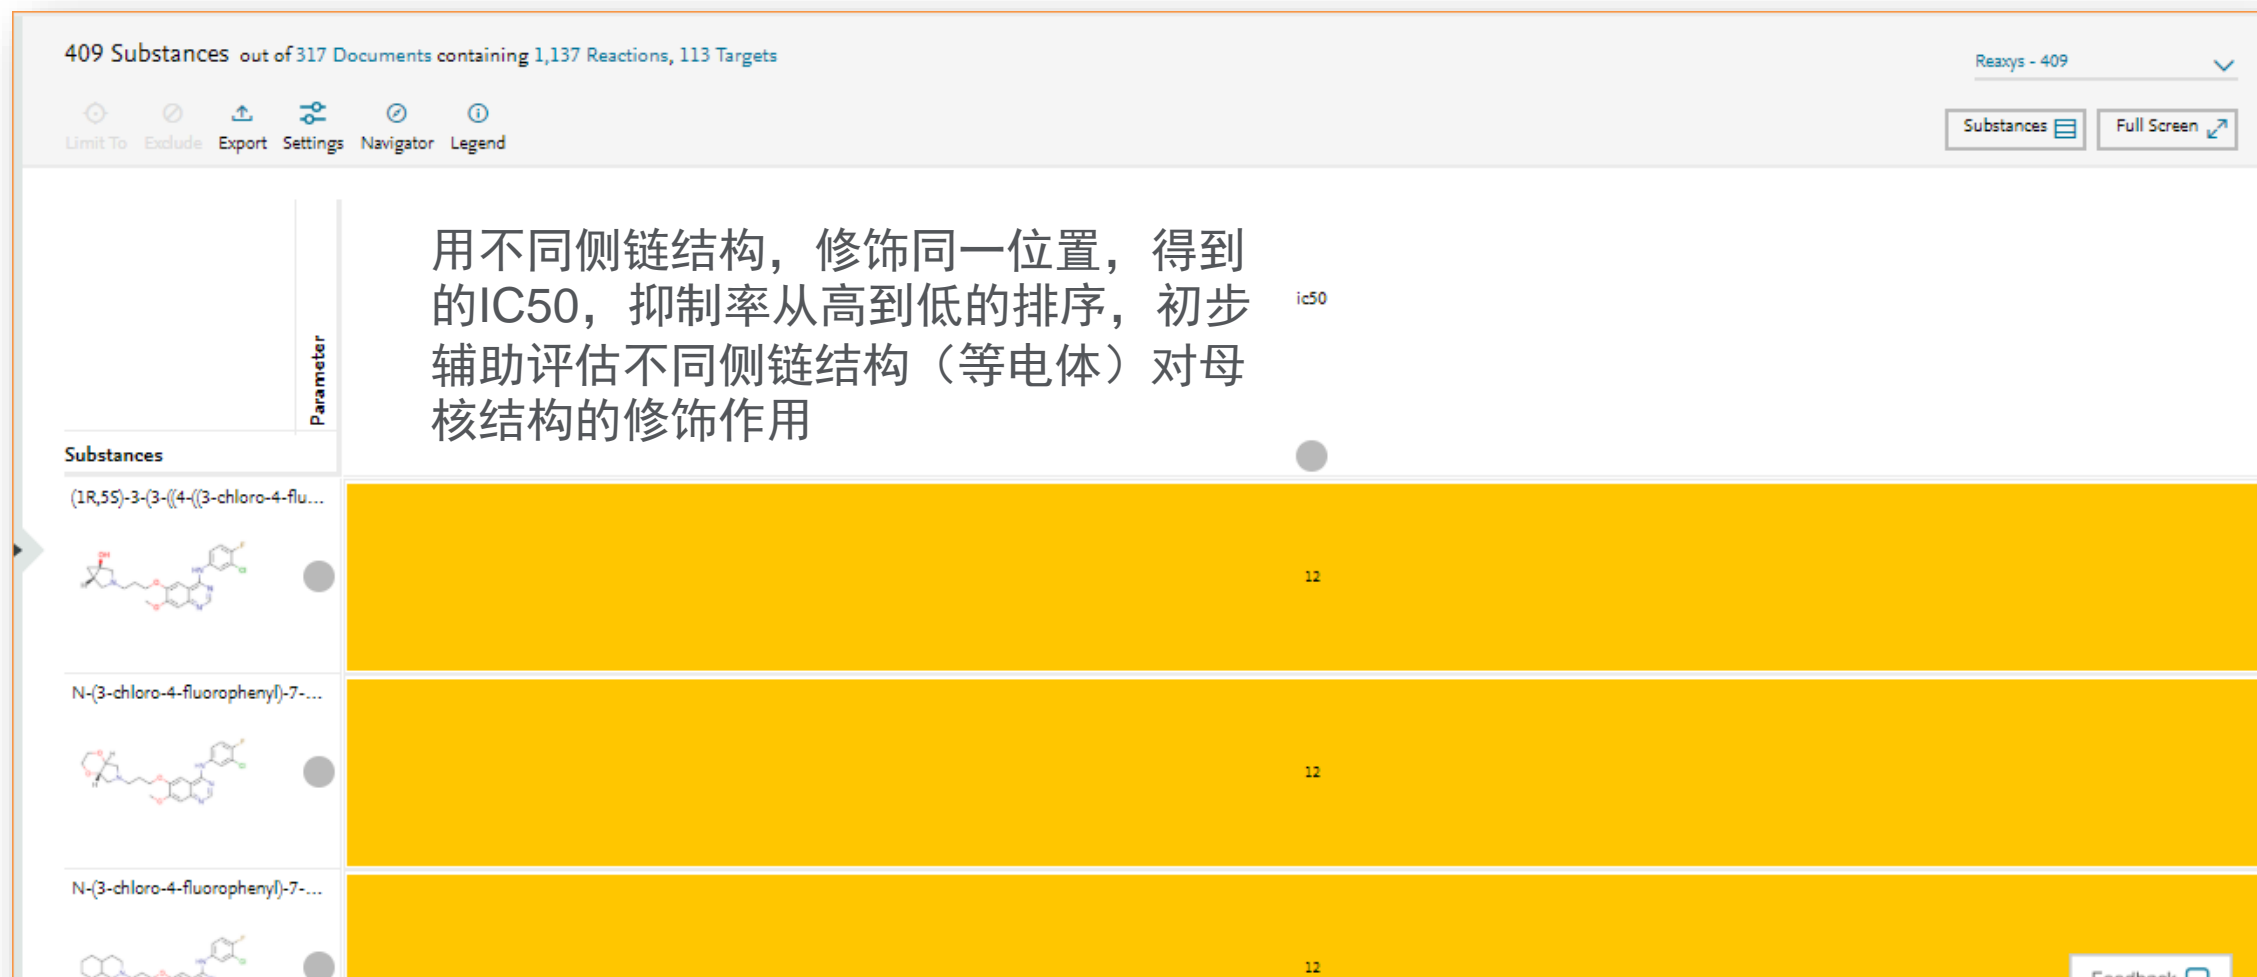 409 Substances out of 317 Documents containing 1,137 Reactions, 113 Targets
Reaxys - 409
Limit To Exclude Export Settings Navigator Legend
Substances Full Screen
用不同侧链结构，修饰同一位置，得到
的IC50，抑制率从高到低的排序，初步
辅助评估不同侧链结构（等电体）对母
核结构的修饰作用
ic50
Parameter
Substances
(1R,5S)-3-(3-((4-((3-chloro-4-flu...
12
N-(3-chloro-4-fluorophenyl)-7-...
12
N-(3-chloro-4-fluorophenyl)-7-...
12
Feedback